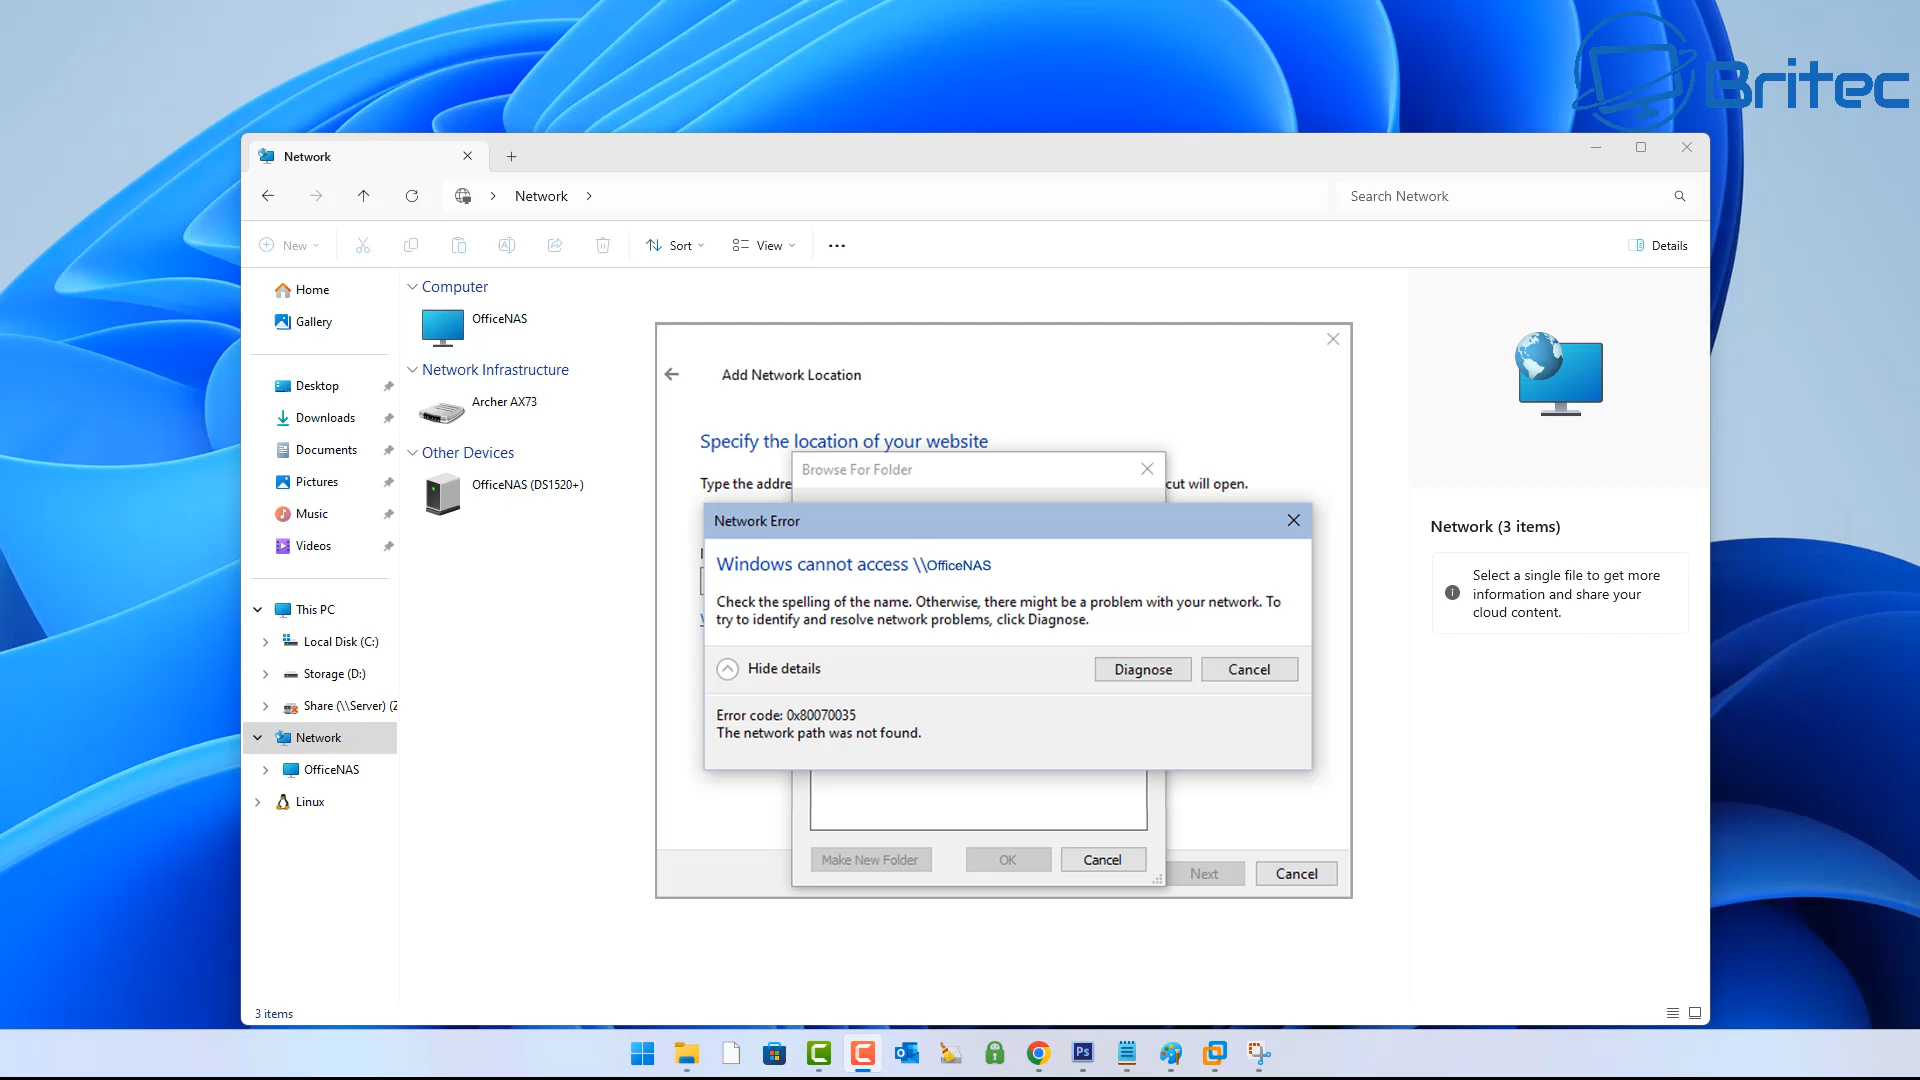 Britec
Network
Network
Search Network
New
Sort
View
Details
Home
Gallery
Desktop
Downloads
Documents
Pictures
Music
Videos
This PC
Local Disk (C:)
Storage (D:)
Share (\\Server) (Z
Network
OfficeNAS
Linux
Computer
OfficeNAS
Network Infrastructure
Archer AX73
Other Devices
OfficeNAS (DS1520+)
Add Network Location
Specify the location of your website
Type the addre
cut will open.
Browse For Folder
Network Error
Windows cannot access \\OfficeNAS
Check the spelling of the name. Otherwise, there might be a problem with your network. To
try to identify and resolve network problems, click Diagnose.
Hide details
Diagnose
Cancel
Error code: 0x80070035
The network path was not found.
Make New Folder
OK
Cancel
Next
Cancel
Network (3 items)
Select a single file to get more
information and share your
cloud content.
3 items
Ps